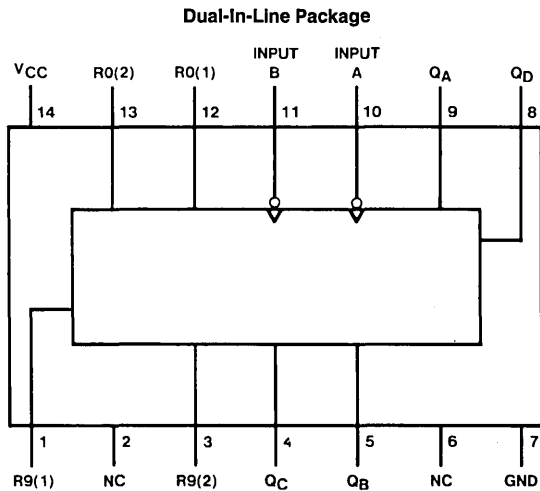 Dual-In-Line Package
INPUT INPUT
VCC R0(2) R0(1) B A QA QD
14 13 12 11 10 9 8
1 2 3 4 5 6 7
R9(1) NC R9(2) QC QB NC GND